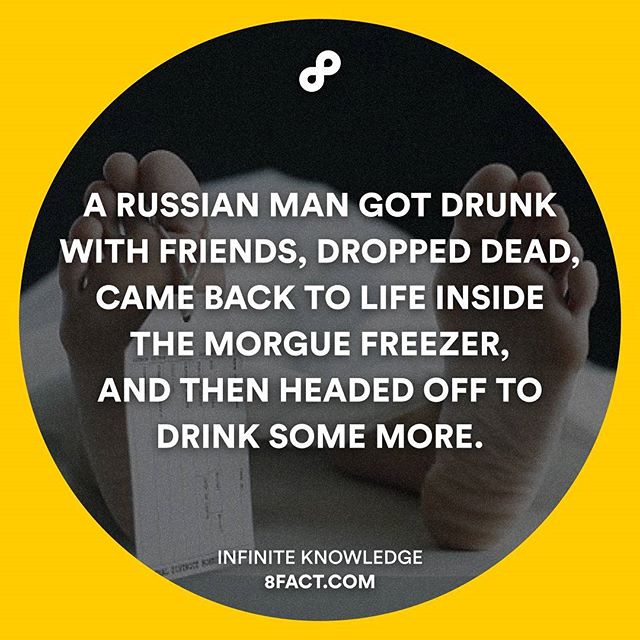 A RUSSIAN MAN GOT DRUNK
WITH FRIENDS, DROPPED DEAD,
CAME BACK TO LIFE INSIDE
THE MORGUE FREEZER,
AND THEN HEADED OFF TO
DRINK SOME MORE.
INFINITE KNOWLEDGE
8FACT.COM